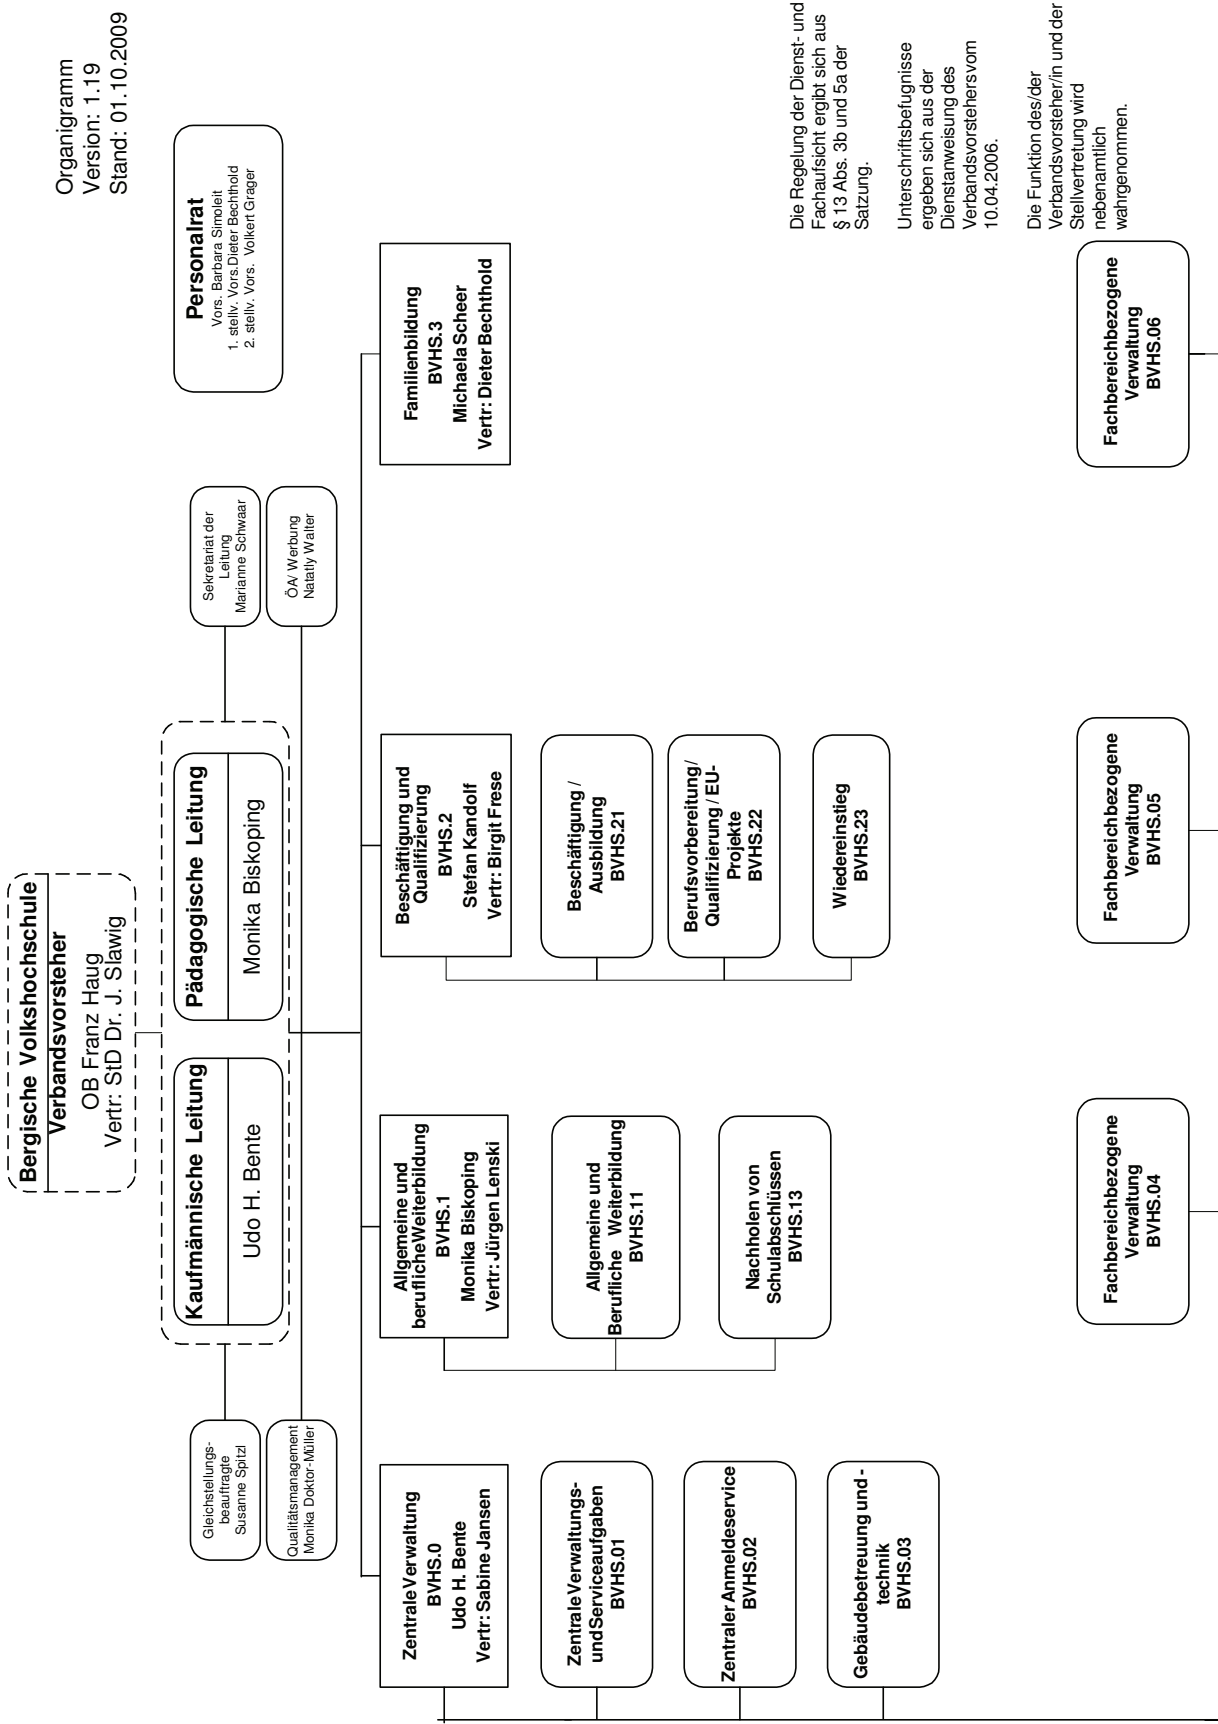 Organigramm
Version: 1.19
Stand: 01.10.2009
Bergische Volkshochschule
Verbandsvorsteher
OB Franz Haug
Vertr: StD Dr. J. Slawig
Kaufmännische Leitung
Udo H. Bente
Pädagogische Leitung
Monika Biskoping
Personalrat
Vors. Barbara Simoleit
1. stellv. Vors.Dieter Bechthold
2. stellv. Vors. Volkert Grager
Gleichstellungs-
beauftragte
Susanne Spitzl
Sekretariat der
Leitung
Marianne Schwaar
Qualitätsmanagement
Monika Doktor-Müller
ÖA/ Werbung
Natatly Walter
Zentrale Verwaltung
BVHS.0
Udo H. Bente
Vertr: Sabine Jansen
Allgemeine und
berufliche Weiterbildung
BVHS.1
Monika Biskoping
Vertr: Jürgen Lenski
Beschäftigung und
Qualifizierung
BVHS.2
Stefan Kandolf
Vertr: Birgit Frese
Familienbildung
BVHS.3
Michaela Scheer
Vertr: Dieter Bechthold
Zentrale Verwaltungs-
und Serviceaufgaben
BVHS.01
Allgemeine und
Berufliche Weiterbildung
BVHS.11
Beschäftigung /
Ausbildung
BVHS.21
Zentraler Anmeldeservice
BVHS.02
Nachholen von
Schulabschlüssen
BVHS.13
Berufsvorbereitung/
Qualifizierung / EU-
Projekte
BVHS.22
Gebäudebetreuung und -
technik
BVHS.03
Wiedereinstieg
BVHS.23
Die Regelung der Dienst- und
Fachaufsicht ergibt sich aus
§ 13 Abs. 3b und 5a der
Satzung.
Unterschriftsbefugnisse
ergeben sich aus der
Dienstanweisung des
Verbandsvorstehers vom
10.04.2006.
Die Funktion des/der
Verbandsvorsteher/in und der
Stellvertretung wird
nebenamtlich
wahrgenommen.
Fachbereichbezogene
Verwaltung
BVHS.04
Fachbereichbezogene
Verwaltung
BVHS.05
Fachbereichbezogene
Verwaltung
BVHS.06